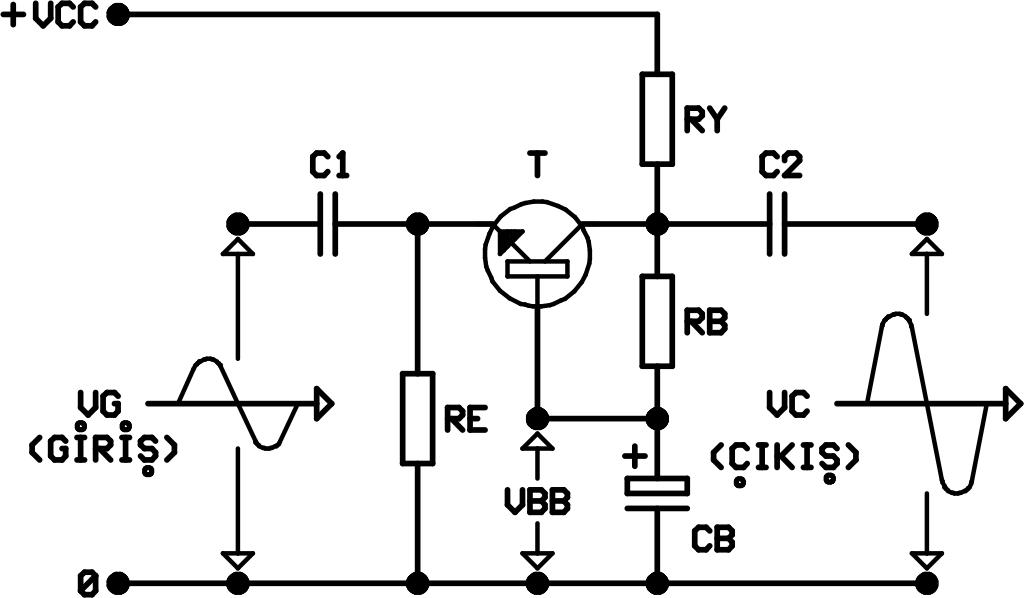 +VCC
RY
C1
T
C2
RB
VG
(GİRİŞ)
RE
VC
(ÇIKIŞ)
+
VBB
CB
0